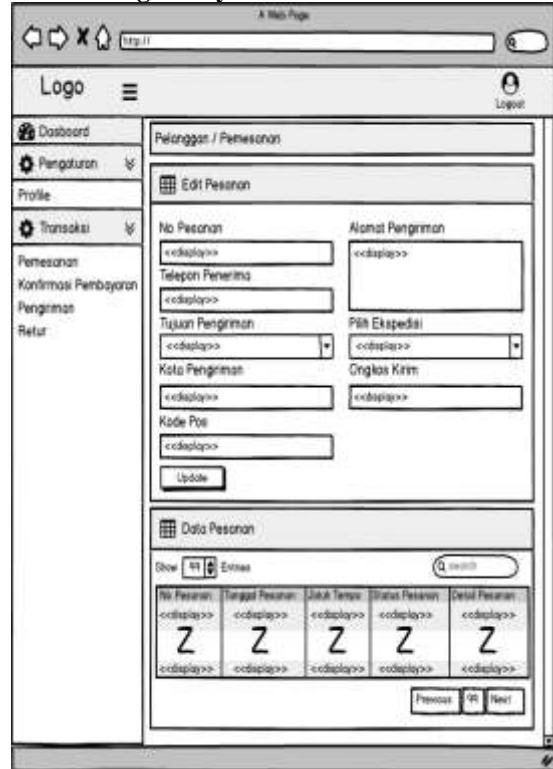 A Web Page
http://
Logo
Logout
Dasboard
Pengaturan
Profile
Transaksi
Pemesanan
Konfirmasi Pembayaran
Pengiriman
Retur
Pelanggan / Pemesanan
Edit Pesanan
No Pesanan
<<display>>
Telepon Penerima
<<display>>
Tujuan Pengiriman
<<display>>
Kota Pengiriman
<<display>>
Kode Pos
<<display>>
Update
Alamat Pengriman
<<display>>
Pilih Ekspedisi
<<display>>
Ongkos Kirim
<<display>>
Data Pesanan
Show 99 Entries
search
No Pesanan Tanggal Pesanan Jatuh Tempo Status Pesanan Detail Pesanan
<<display>> <<display>> <<display>> <<display>> <<display>>
Z Z Z Z Z
<<display>> <<display>> <<display>> <<display>> <<display>>
Previous 99 Next